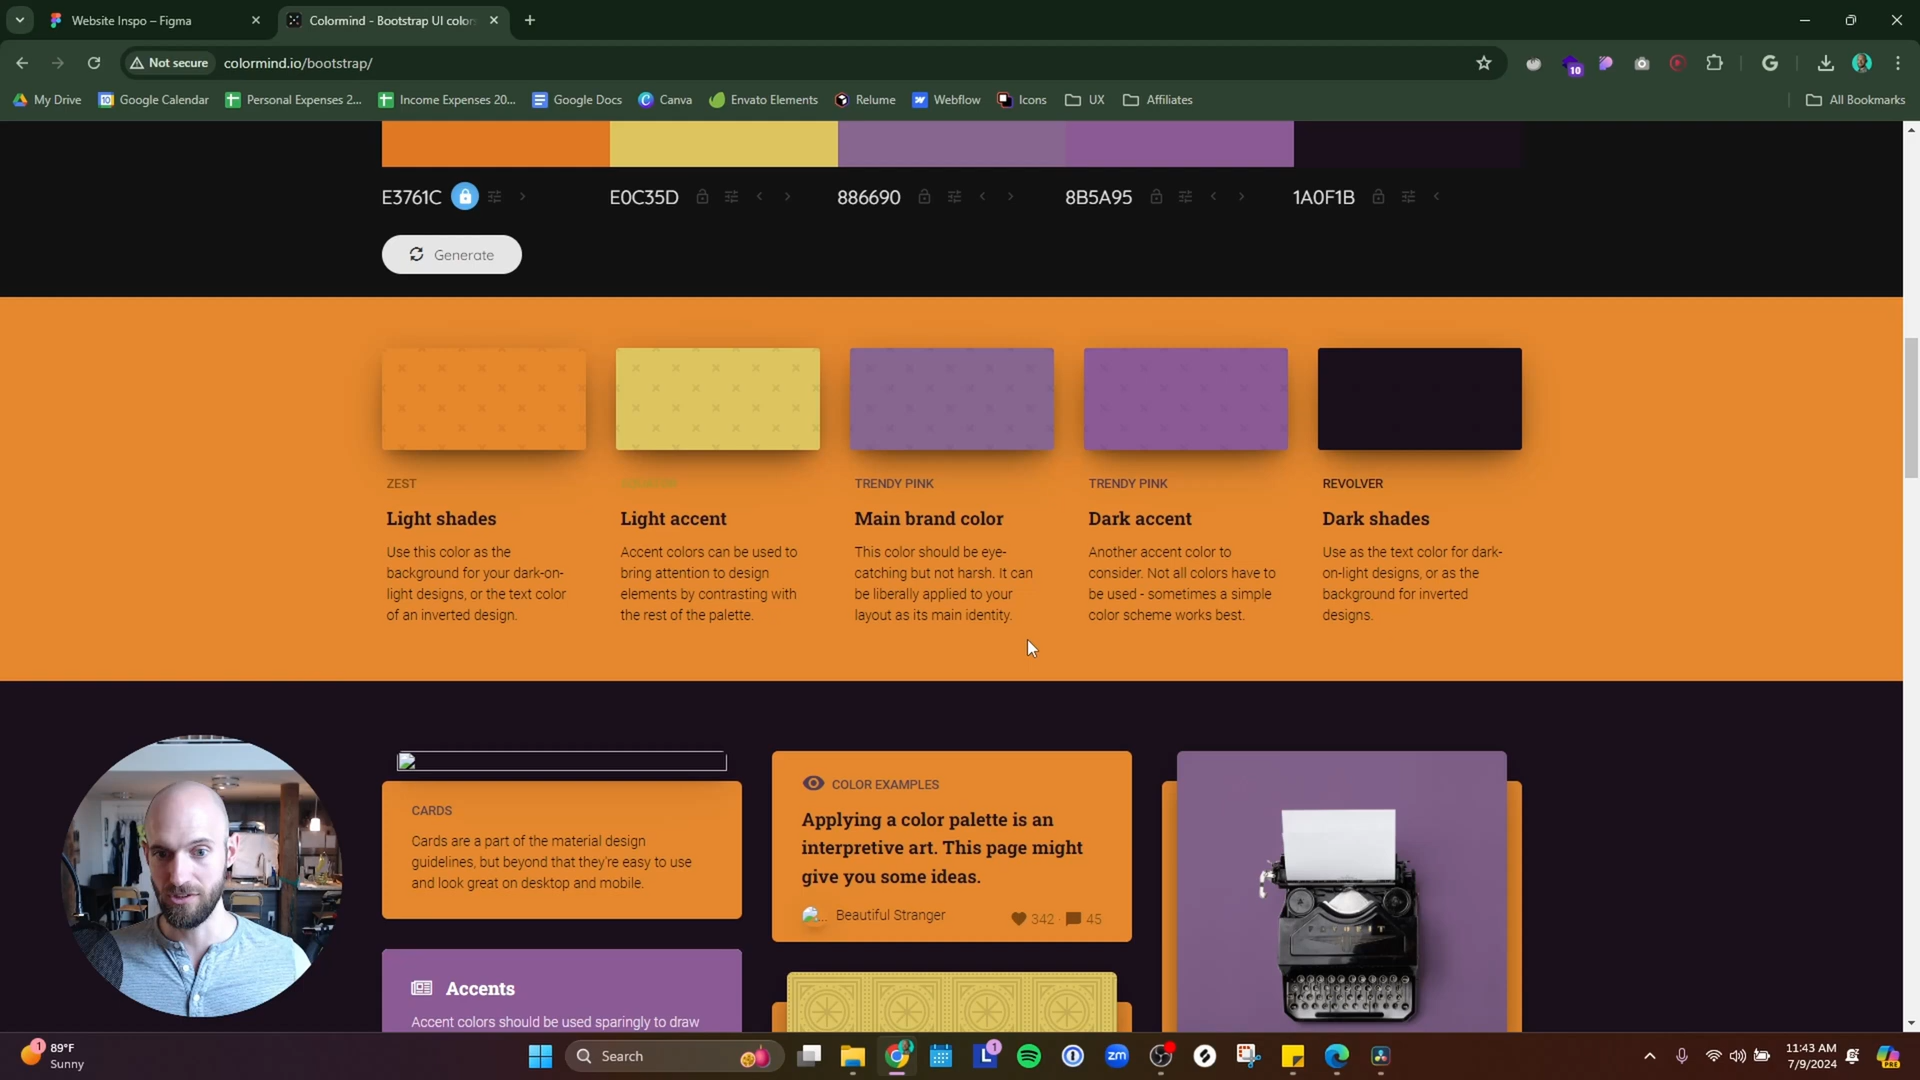 Website Inspo – Figma
Colormind - Bootstrap UI color
Not secure
colormind.io/bootstrap/
10
My Drive
Google Calendar
Personal Expenses 2...
Income Expenses 20...
Google Docs
Canva
Envato Elements
Relume
Webflow
Icons
UX
Affiliates
All Bookmarks
E3761C
E0C35D
886690
8B5A95
1A0F1B
Generate
ZEST
Light shades
Use this color as the
background for your dark-on-
light designs, or the text color
of an inverted design.
Light accent
Accent colors can be used to
bring attention to design
elements by contrasting with
the rest of the palette.
TRENDY PINK
Main brand color
This color should be eye-
catching but not harsh. It can
be liberally applied to your
layout as its main identity.
TRENDY PINK
Dark accent
Another accent color to
consider. Not all colors have to
be used - sometimes a simple
color scheme works best.
REVOLVER
Dark shades
Use as the text color for dark-
on-light designs, or as the
background for inverted
designs.
CARDS
Cards are a part of the material design
guidelines, but beyond that they're easy to use
and look great on desktop and mobile.
COLOR EXAMPLES
Applying a color palette is an
interpretive art. This page might
give you some ideas.
Beautiful Stranger
342 · 45
Accents
Accent colors should be used sparingly to draw
1
89°F
Sunny
Search
L
1
zm
11:43 AM
7/9/2024
PRE